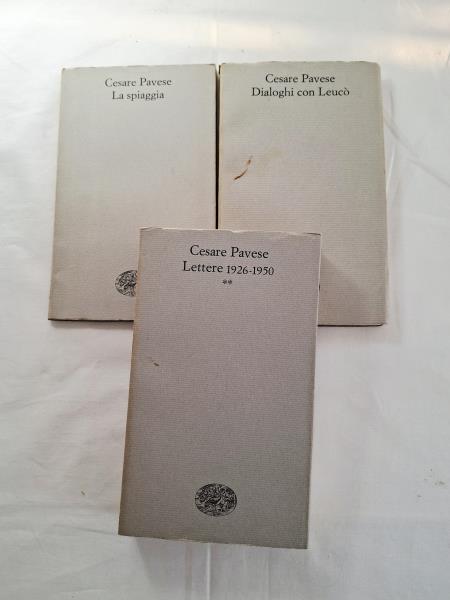 Cesare Pavese
La spiaggia
Cesare Pavese
Dialoghi con Leucò
Cesare Pavese
Lettere 1926-1950
**